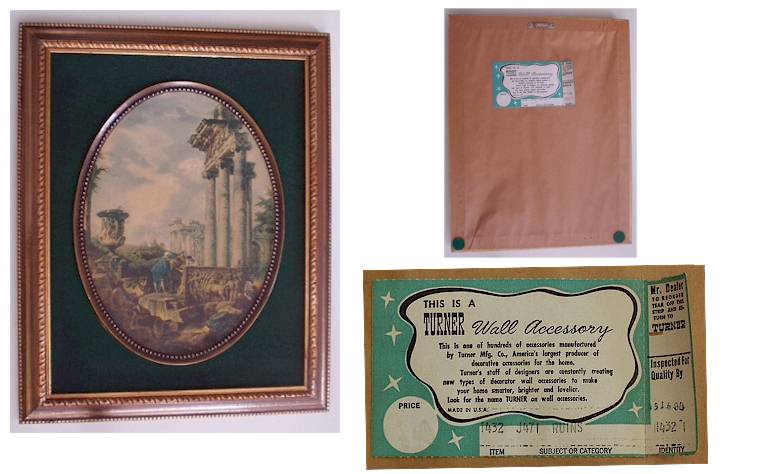 THIS IS A
TURNER Wall Accessory
This is one of hundreds of accessories manufactured
by Turner Mfg. Co., America's largest producer of
decorative accessories for the home.
Turner's staff of designers are constantly creating
new types of decorator wall accessories to make
your home smarter, brighter and lovelier.
Look for the name TURNER on wall accessories.
MADE IN U.S.A.
PRICE
1432 J471 RUINS
ITEM SUBJECT OR CATEGORY
Mr. Dealer
TO REORDER
TEAR OFF THE
STRIP AND RE-
TURN TO
TURNER
Inspected For
Quality By
1432
IDENTITY